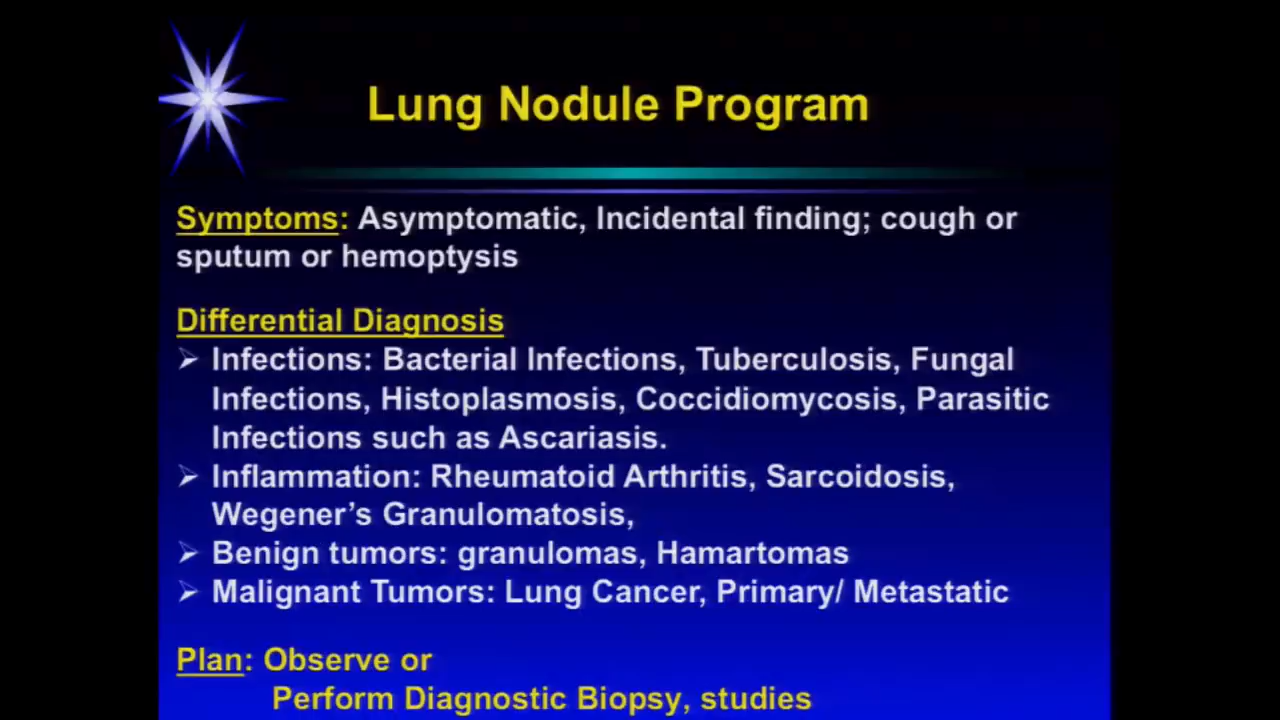 Lung Nodule Program
Symptoms: Asymptomatic, Incidental finding; cough or
sputum or hemoptysis
Differential Diagnosis
➢ Infections: Bacterial Infections, Tuberculosis, Fungal
Infections, Histoplasmosis, Coccidiomycosis, Parasitic
Infections such as Ascariasis.
➢ Inflammation: Rheumatoid Arthritis, Sarcoidosis,
Wegener’s Granulomatosis,
➢ Benign tumors: granulomas, Hamartomas
➢ Malignant Tumors: Lung Cancer, Primary/ Metastatic
Plan: Observe or
Perform Diagnostic Biopsy, studies